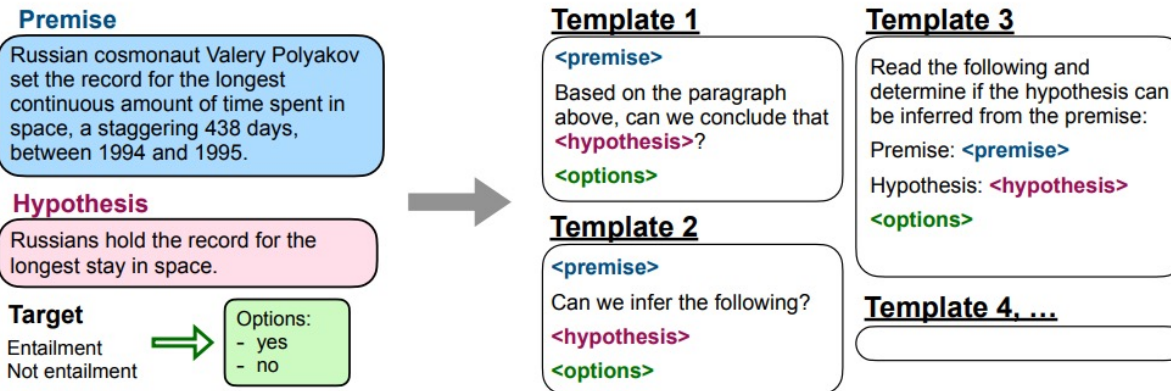 Premise
Russian cosmonaut Valery Polyakov
set the record for the longest
continuous amount of time spent in
space, a staggering 438 days,
between 1994 and 1995.
Hypothesis
Russians hold the record for the
longest stay in space.
Target
Entailment
Not entailment
Options:
- yes
- no
Template 1
<premise>
Based on the paragraph
above, can we conclude that
<hypothesis>?
<options>
Template 2
<premise>
Can we infer the following?
<hypothesis>
<options>
Template 3
Read the following and
determine if the hypothesis can
be inferred from the premise:
Premise: <premise>
Hypothesis: <hypothesis>
<options>
Template 4, ...